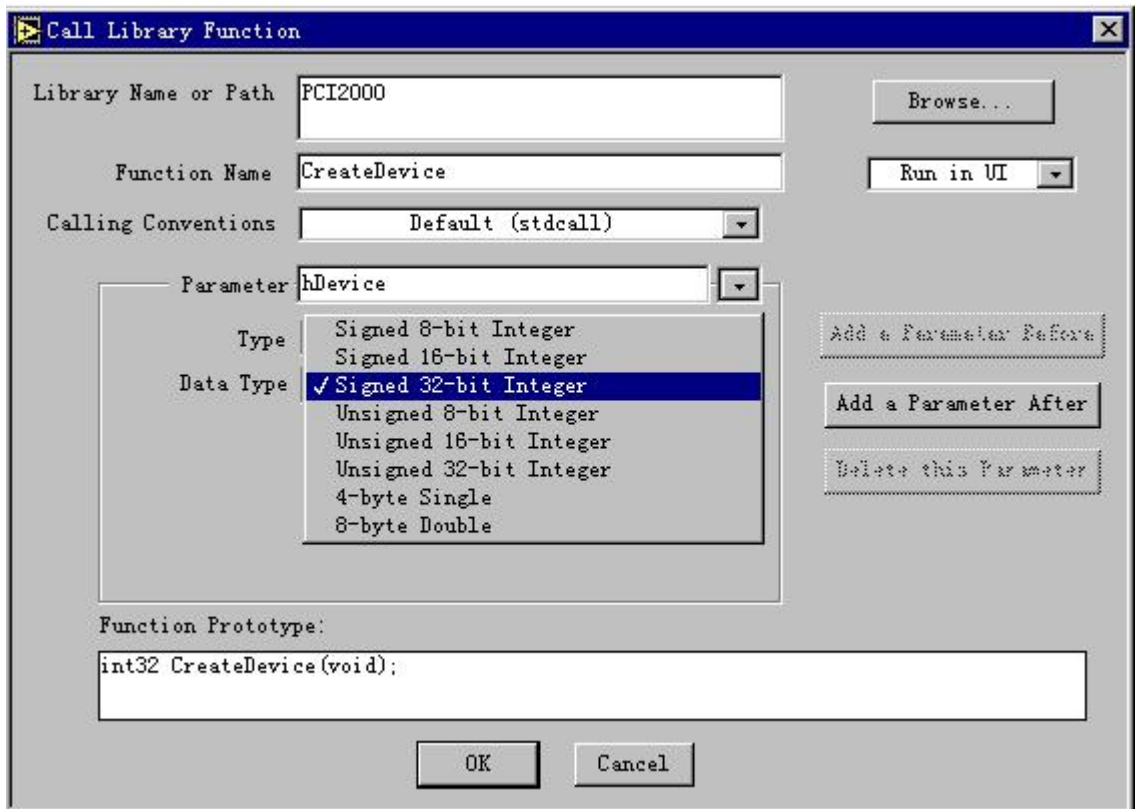 Call Library Function
Library Name or Path PCI2000 Browse...
Function Name CreateDevice Run in UI
Calling Conventions Default (stdcall)
Parameter hDevice
Type
Data Type
Signed 8-bit Integer
Signed 16-bit Integer
✓Signed 32-bit Integer
Unsigned 8-bit Integer
Unsigned 16-bit Integer
Unsigned 32-bit Integer
4-byte Single
8-byte Double
Add a Parameter Before
Add a Parameter After
Delete this Parameter
Function Prototype:
int32 CreateDevice(void);
OK Cancel